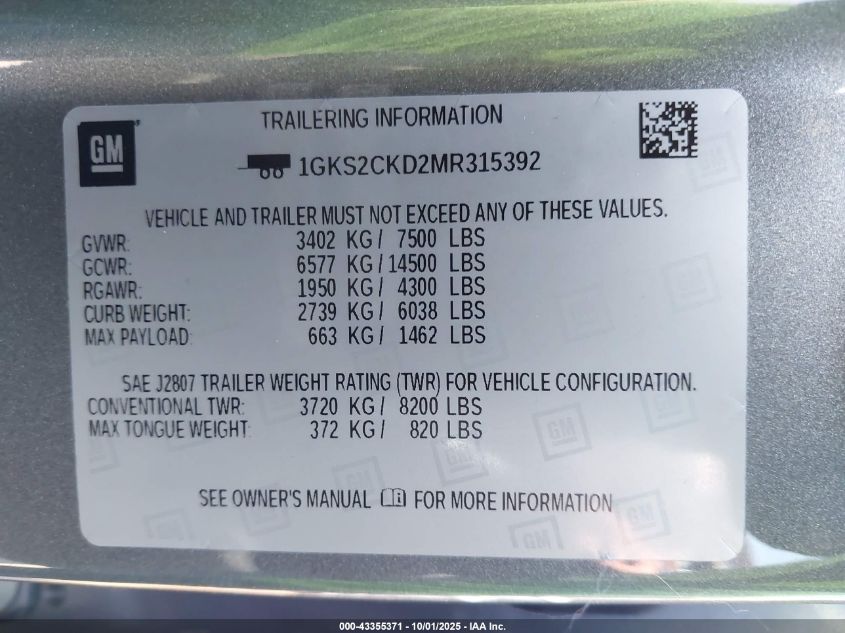 GM
TRAILERING INFORMATION
1GKS2CKD2MR315392
VEHICLE AND TRAILER MUST NOT EXCEED ANY OF THESE VALUES.
GVWR: 3402 KG / 7500 LBS
GCWR: 6577 KG / 14500 LBS
RGAWR: 1950 KG / 4300 LBS
CURB WEIGHT: 2739 KG / 6038 LBS
MAX PAYLOAD: 663 KG / 1462 LBS
SAE J2807 TRAILER WEIGHT RATING (TWR) FOR VEHICLE CONFIGURATION.
CONVENTIONAL TWR: 3720 KG / 8200 LBS
MAX TONGUE WEIGHT: 372 KG / 820 LBS
SEE OWNER'S MANUAL FOR MORE INFORMATION
000-43355371 - 10/01/2025 - IAA Inc.